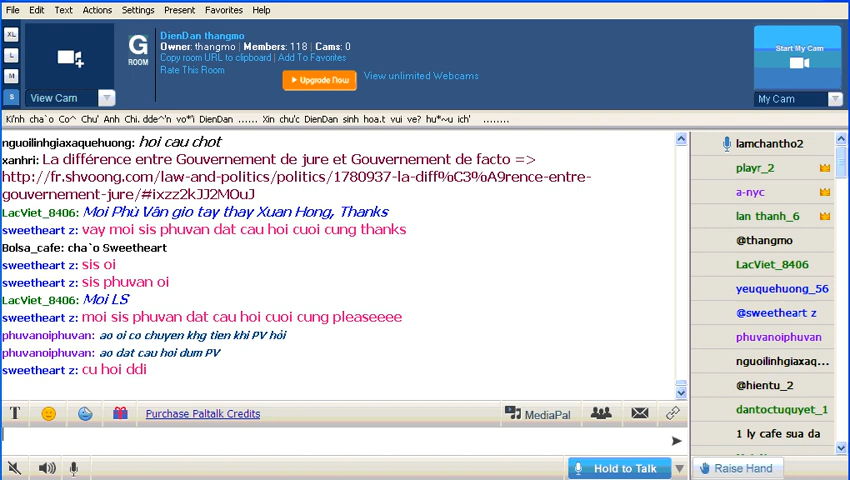 File Edit Text Actions Settings Present Favorites Help
XL
L
M
S
View Cam
G
ROOM
DienDan thangmo
Owner: thangmo | Members: 118 | Cams: 0
Copy room URL to clipboard | Add To Favorites
Rate This Room
Upgrade Now
View unlimited Webcams
Start My Cam
My Cam
Ki'nh cha`o Co^ Chu' Anh Chi. dde^'n vo*'i DienDan ...... Xin chu'c DienDan sinh hoa.t vui ve? hu*~u ich' ........
nguoilinhgiaxaquehuong: hoi cau chot
xanhri: La différence entre Gouvernement de jure et Gouvernement de facto =>
http://fr.shvoong.com/law-and-politics/politics/1780937-la-diff%C3%A9rence-entre-
gouvernement-jure/#ixzz2kJJ2MOuJ
LacViet_8406: Moi Phù Vân gio tay thay Xuan Hong, Thanks
sweetheart z: vay moi sis phuvan dat cau hoi cuoi cung thanks
Bolsa_cafe: cha`o Sweetheart
sweetheart z: sis oi
sweetheart z: sis phuvan oi
LacViet_8406: Moi LS
sweetheart z: moi sis phuvan dat cau hoi cuoi cung pleaseeee
phuvanoiphuvan: ao oi co chuyen khg tien khi PV hỏi
phuvanoiphuvan: ao dat cau hoi dum PV
sweetheart z: cu hoi ddi
lamchantho2
playr_2
a-nyc
lan thanh_6
@thangmo
LacViet_8406
yeuquehuong_56
@sweetheart z
phuvanoiphuvan
nguoilinhgiaxaq...
@hientu_2
dantoctuquyet_1
1 ly cafe sua da
T
Purchase Paltalk Credits
MediaPal
Hold to Talk
Raise Hand